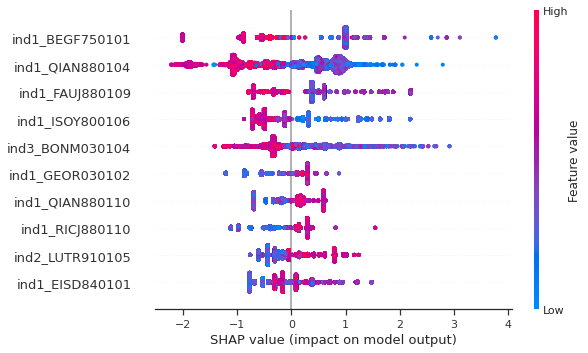 High
ind1_BEGF750101
ind1_QIAN880104
ind1_FAUJ880109
ind1_ISOY800106
ind3_BONM030104
ind1_GEOR030102
ind1_QIAN880110
ind1_RICJ880110
ind2_LUTR910105
ind1_EISD840101
Feature value
Low
−2 −1 0 1 2 3 4
SHAP value (impact on model output)